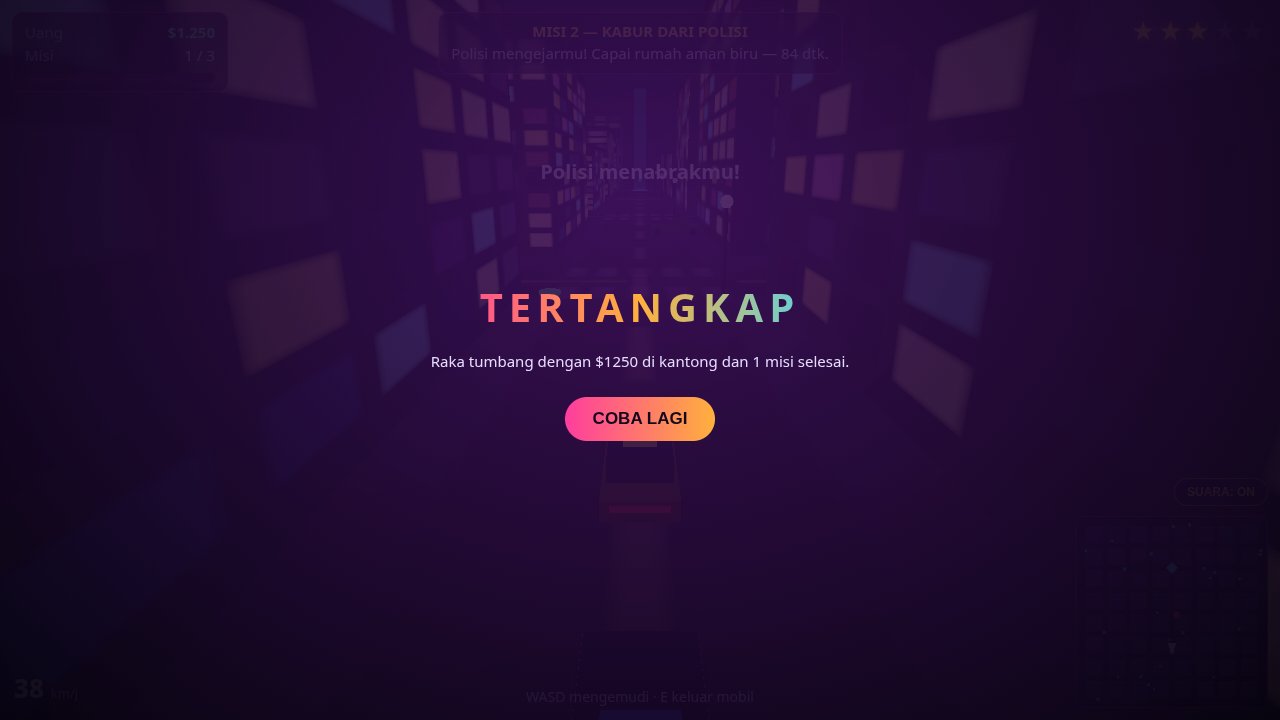 Uang $1.250
Misi 1 / 3
MISI 2 — KABUR DARI POLISI
Polisi mengejarmu! Capai rumah aman biru — 84 dtk.
★★★★★
Polisi menabrakmu!
TERTANGKAP
Raka tumbang dengan $1250 di kantong dan 1 misi selesai.
COBA LAGI
SUARA: ON
38 km/j
WASD mengemudi · E keluar mobil